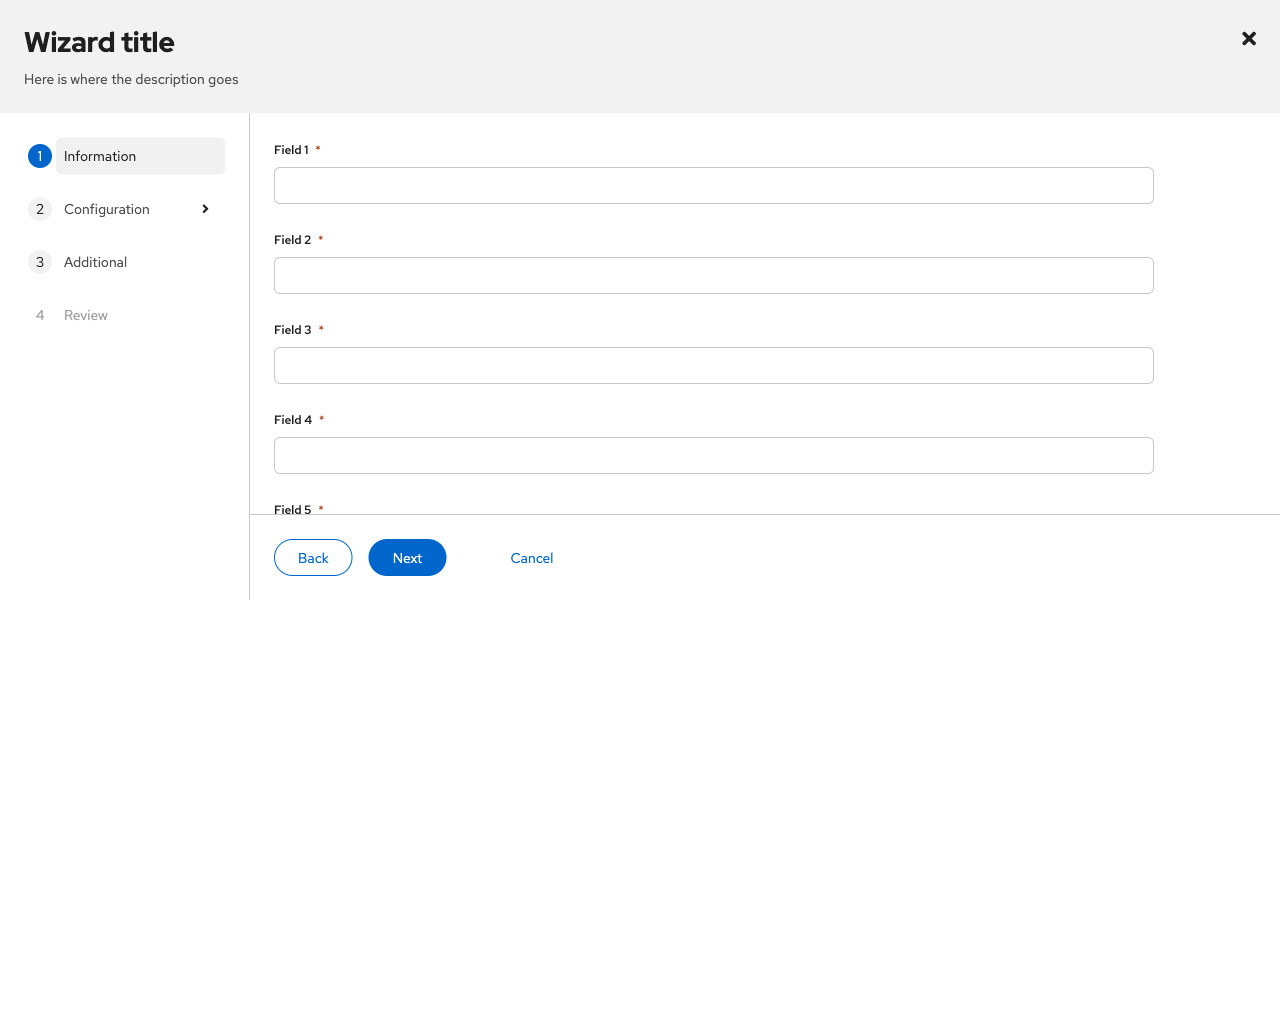 Wizard title
Here is where the description goes
1 Information
2 Configuration
3 Additional
4 Review
Field 1 *
Field 2 *
Field 3 *
Field 4 *
Field 5 *
Back Next Cancel